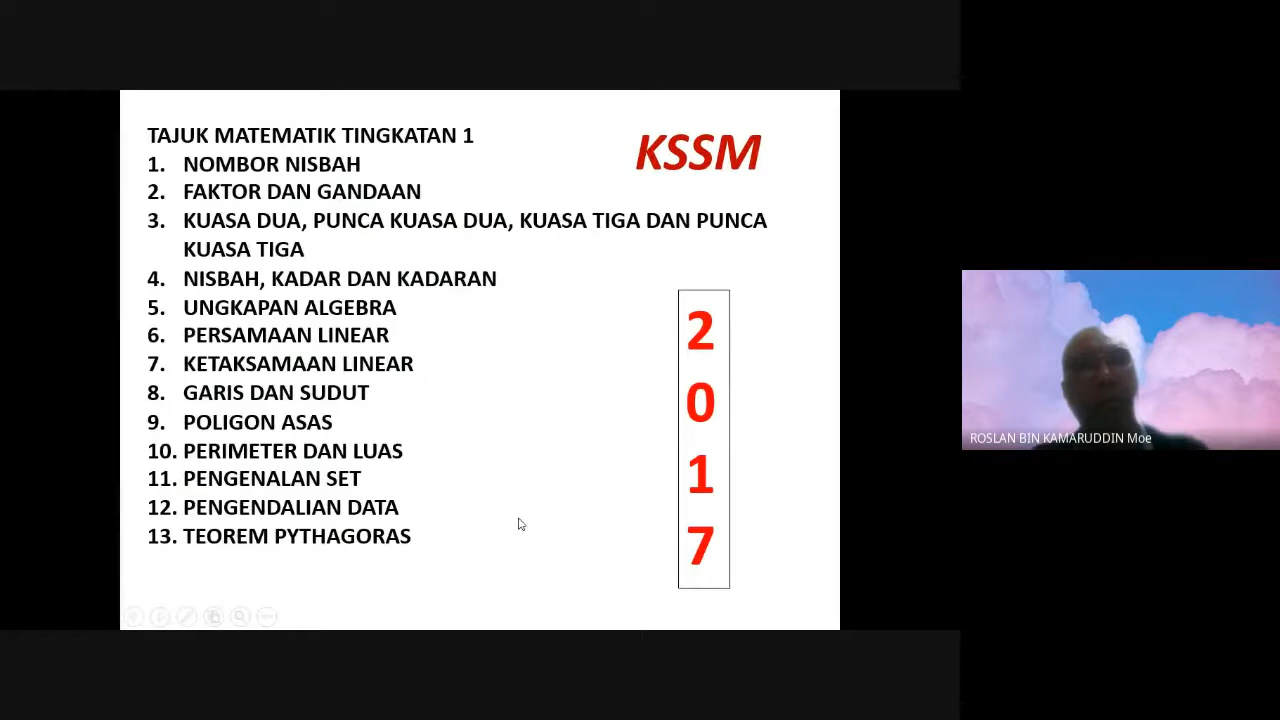 TAJUK MATEMATIK TINGKATAN 1
KSSM
1. NOMBOR NISBAH
2. FAKTOR DAN GANDAAN
3. KUASA DUA, PUNCA KUASA DUA, KUASA TIGA DAN PUNCA
KUASA TIGA
4. NISBAH, KADAR DAN KADARAN
5. UNGKAPAN ALGEBRA
6. PERSAMAAN LINEAR
7. KETAKSAMAAN LINEAR
8. GARIS DAN SUDUT
9. POLIGON ASAS
10. PERIMETER DAN LUAS
11. PENGENALAN SET
12. PENGENDALIAN DATA
13. TEOREM PYTHAGORAS
2
0
1
7
ROSLAN BIN KAMARUDDIN Moe